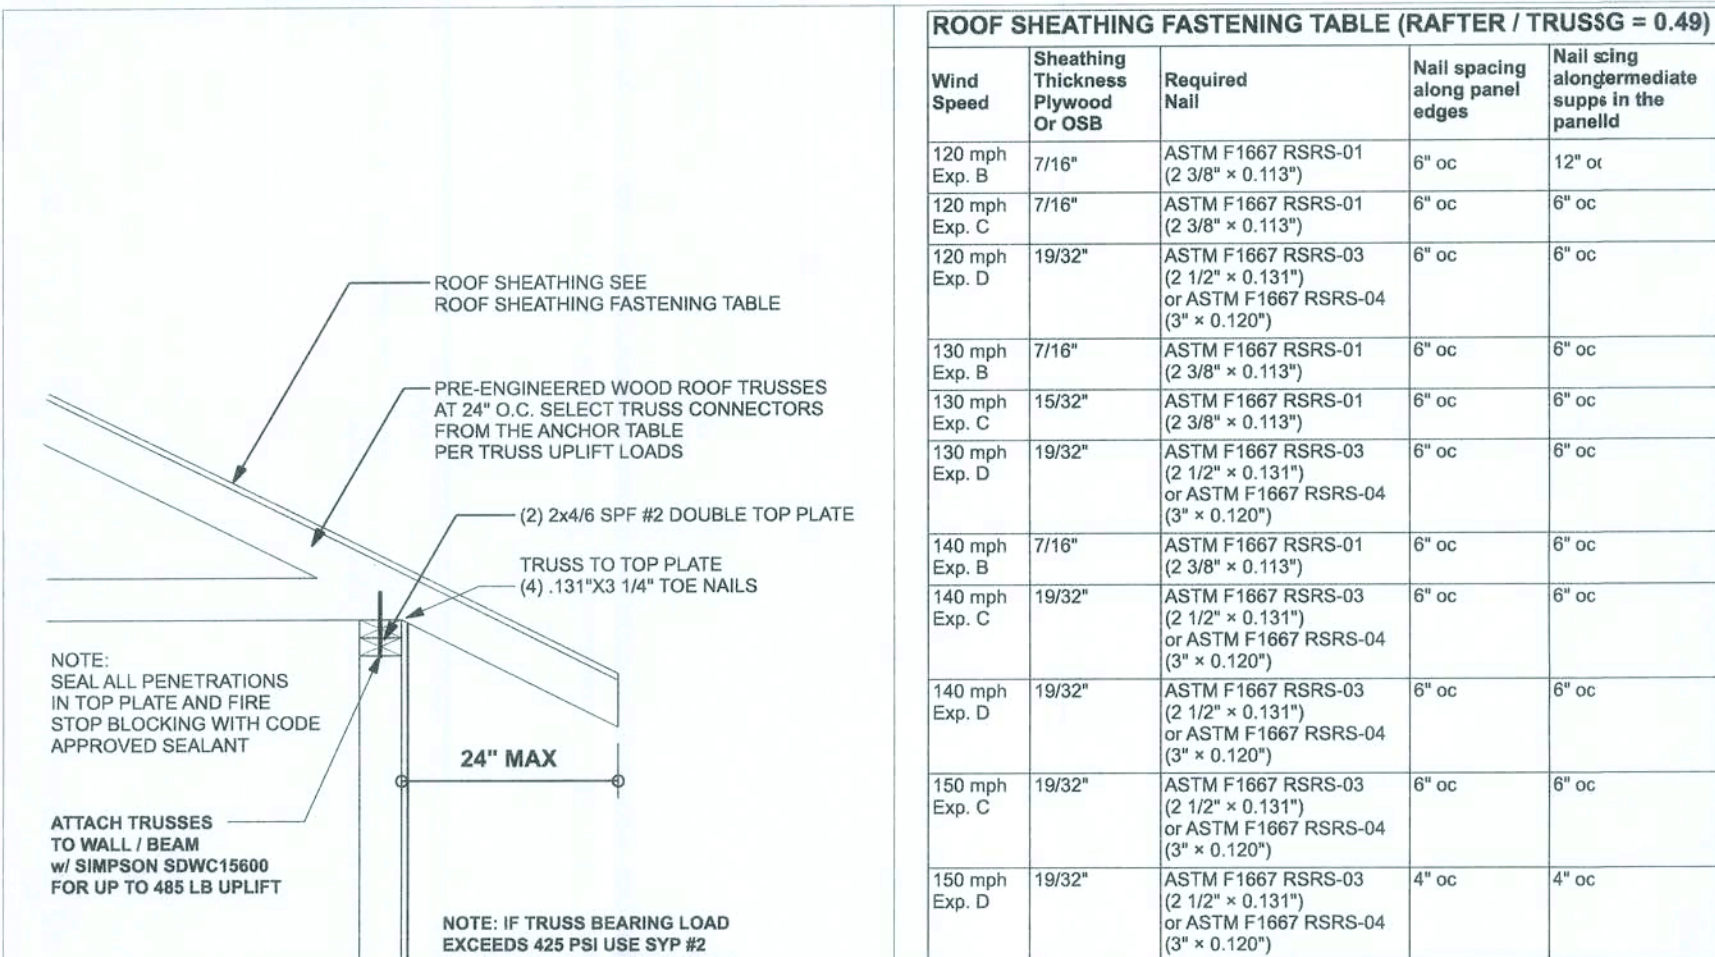 ROOF SHEATHING SEE
ROOF SHEATHING FASTENING TABLE
PRE-ENGINEERED WOOD ROOF TRUSSES
AT 24" O.C. SELECT TRUSS CONNECTORS
FROM THE ANCHOR TABLE
PER TRUSS UPLIFT LOADS
(2) 2x4/6 SPF #2 DOUBLE TOP PLATE
TRUSS TO TOP PLATE
(4) .131"X3 1/4" TOE NAILS
NOTE:
SEAL ALL PENETRATIONS
IN TOP PLATE AND FIRE
STOP BLOCKING WITH CODE
APPROVED SEALANT
24" MAX
ATTACH TRUSSES
TO WALL / BEAM
w/ SIMPSON SDWC15600
FOR UP TO 485 LB UPLIFT
NOTE: IF TRUSS BEARING LOAD
EXCEEDS 425 PSI USE SYP #2
ROOF SHEATHING FASTENING TABLE (RAFTER / TRUSSG = 0.49)
Wind
Speed
Sheathing
Thickness
Plywood
Or OSB
Required
Nail
Nail spacing
along panel
edges
Nail scing
alongtermediate
supps in the
panelld
120 mph
Exp. B
7/16"
ASTM F1667 RSRS-01
(2 3/8" × 0.113")
6" oc
12" oc
120 mph
Exp. C
7/16"
ASTM F1667 RSRS-01
(2 3/8" × 0.113")
6" oc
6" oc
120 mph
Exp. D
19/32"
ASTM F1667 RSRS-03
(2 1/2" × 0.131")
or ASTM F1667 RSRS-04
(3" × 0.120")
6" oc
6" oc
130 mph
Exp. B
7/16"
ASTM F1667 RSRS-01
(2 3/8" × 0.113")
6" oc
6" oc
130 mph
Exp. C
15/32"
ASTM F1667 RSRS-01
(2 3/8" × 0.113")
6" oc
6" oc
130 mph
Exp. D
19/32"
ASTM F1667 RSRS-03
(2 1/2" × 0.131")
or ASTM F1667 RSRS-04
(3" × 0.120")
6" oc
6" oc
140 mph
Exp. B
7/16"
ASTM F1667 RSRS-01
(2 3/8" × 0.113")
6" oc
6" oc
140 mph
Exp. C
19/32"
ASTM F1667 RSRS-03
(2 1/2" × 0.131")
or ASTM F1667 RSRS-04
(3" × 0.120")
6" oc
6" oc
140 mph
Exp. D
19/32"
ASTM F1667 RSRS-03
(2 1/2" × 0.131")
or ASTM F1667 RSRS-04
(3" × 0.120")
6" oc
6" oc
150 mph
Exp. C
19/32"
ASTM F1667 RSRS-03
(2 1/2" × 0.131")
or ASTM F1667 RSRS-04
(3" × 0.120")
6" oc
6" oc
150 mph
Exp. D
19/32"
ASTM F1667 RSRS-03
(2 1/2" × 0.131")
or ASTM F1667 RSRS-04
(3" × 0.120")
4" oc
4" oc